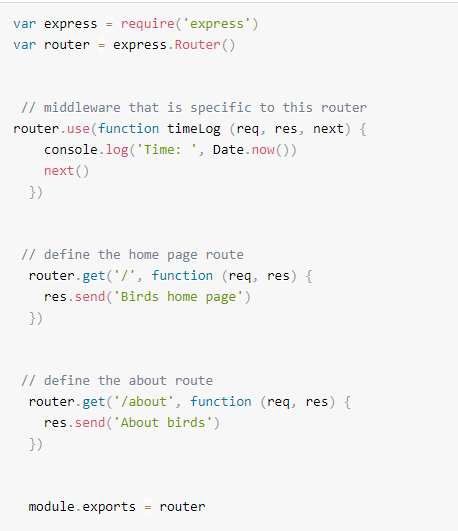 var express = require('express')
var router = express.Router()
// middleware that is specific to this router
router.use(function timeLog (req, res, next) {
console.log('Time: ', Date.now())
next()
})
// define the home page route
router.get('/', function (req, res) {
res.send('Birds home page')
})
// define the about route
router.get('/about', function (req, res) {
res.send('About birds')
})
module.exports = router